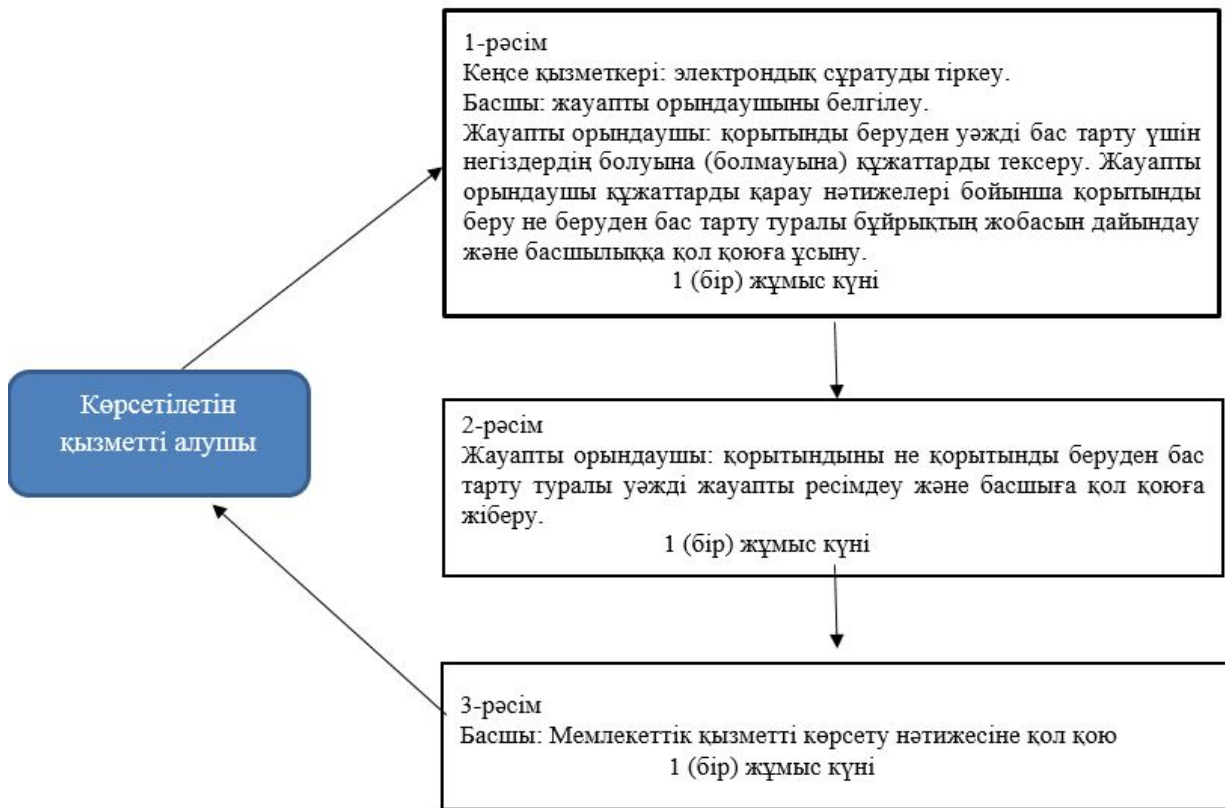 1-рәсім
Кеңсе қызметкері: электрондық сұратуды тіркеу.
Басшы: жауапты орындаушыны белгілеу.
Жауапты орындаушы: қорытынды беруден уәжді бас тарту үшін
негіздердің болуына (болмауына) құжаттарды тексеру. Жауапты
орындаушы құжаттарды қарау нәтижелері бойынша қорытынды
беру не беруден бас тарту туралы бұйрықтың жобасын дайындау
және басшылыққа қол қоюға ұсыну.
1 (бір) жұмыс күні
Көрсетілетін
қызметті алушы
2-рәсім
Жауапты орындаушы: қорытындыны не қорытынды беруден бас
тарту туралы уәжді жауапты ресімдеу және басшыға қол қоюға
жіберу.
1 (бір) жұмыс күні
3-рәсім
Басшы: Мемлекеттік қызметті көрсету нәтижесіне қол қою
1 (бір) жұмыс күні